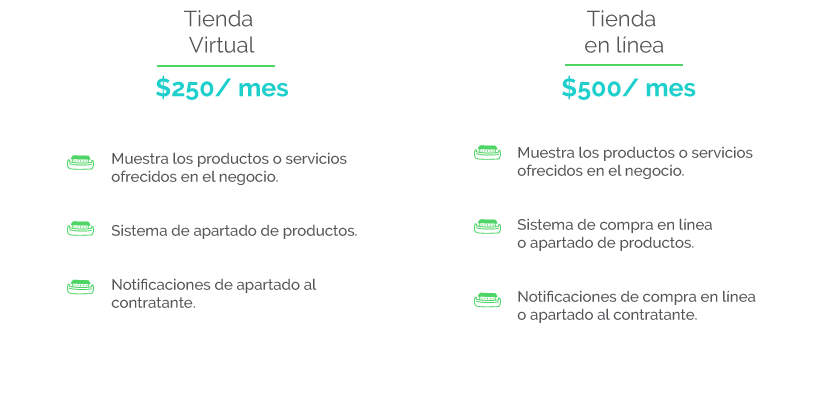 Tienda
Virtual
$250/ mes
Muestra los productos o servicios
ofrecidos en el negocio.
Sistema de apartado de productos.
Notificaciones de apartado al
contratante.
Tienda
en línea
$500/ mes
Muestra los productos o servicios
ofrecidos en el negocio.
Sistema de compra en linea
o apartado de productos.
Notificaciones de compra en línea
o apartado al contratante.